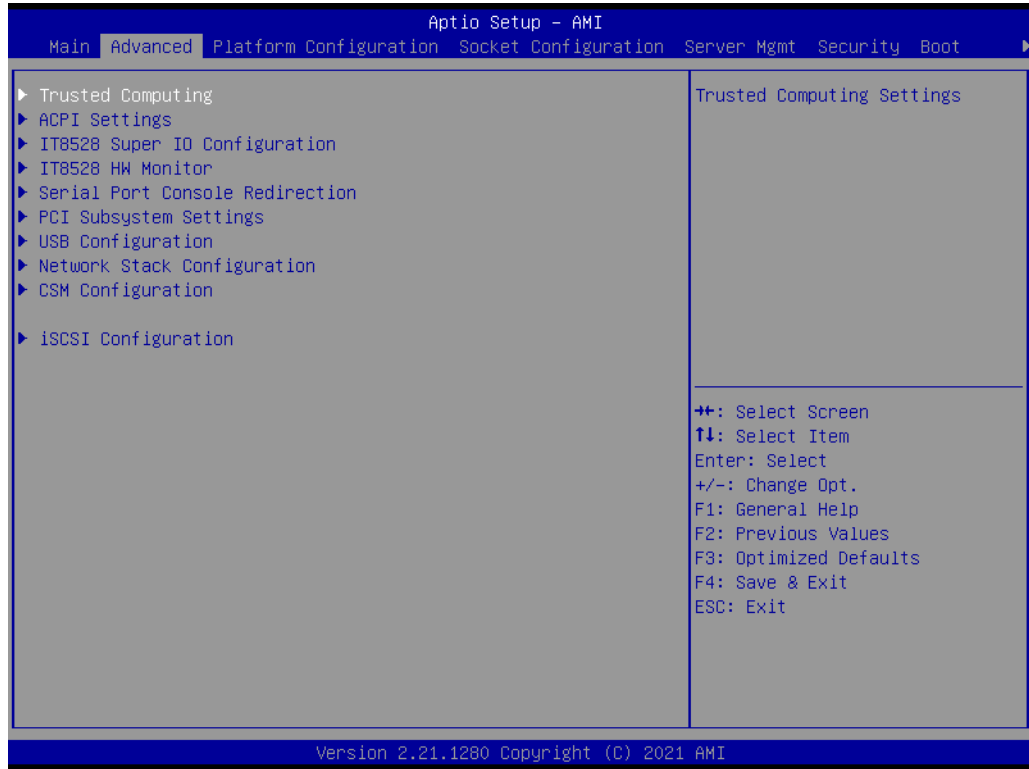 Aptio Setup – AMI
Main Advanced Platform Configuration Socket Configuration Server Mgmt Security Boot ▶
▶ Trusted Computing
▶ ACPI Settings
▶ IT8528 Super IO Configuration
▶ IT8528 HW Monitor
▶ Serial Port Console Redirection
▶ PCI Subsystem Settings
▶ USB Configuration
▶ Network Stack Configuration
▶ CSM Configuration
▶ iSCSI Configuration
Trusted Computing Settings
→←: Select Screen
↑↓: Select Item
Enter: Select
+/-: Change Opt.
F1: General Help
F2: Previous Values
F3: Optimized Defaults
F4: Save & Exit
ESC: Exit
Version 2.21.1280 Copyright (C) 2021 AMI